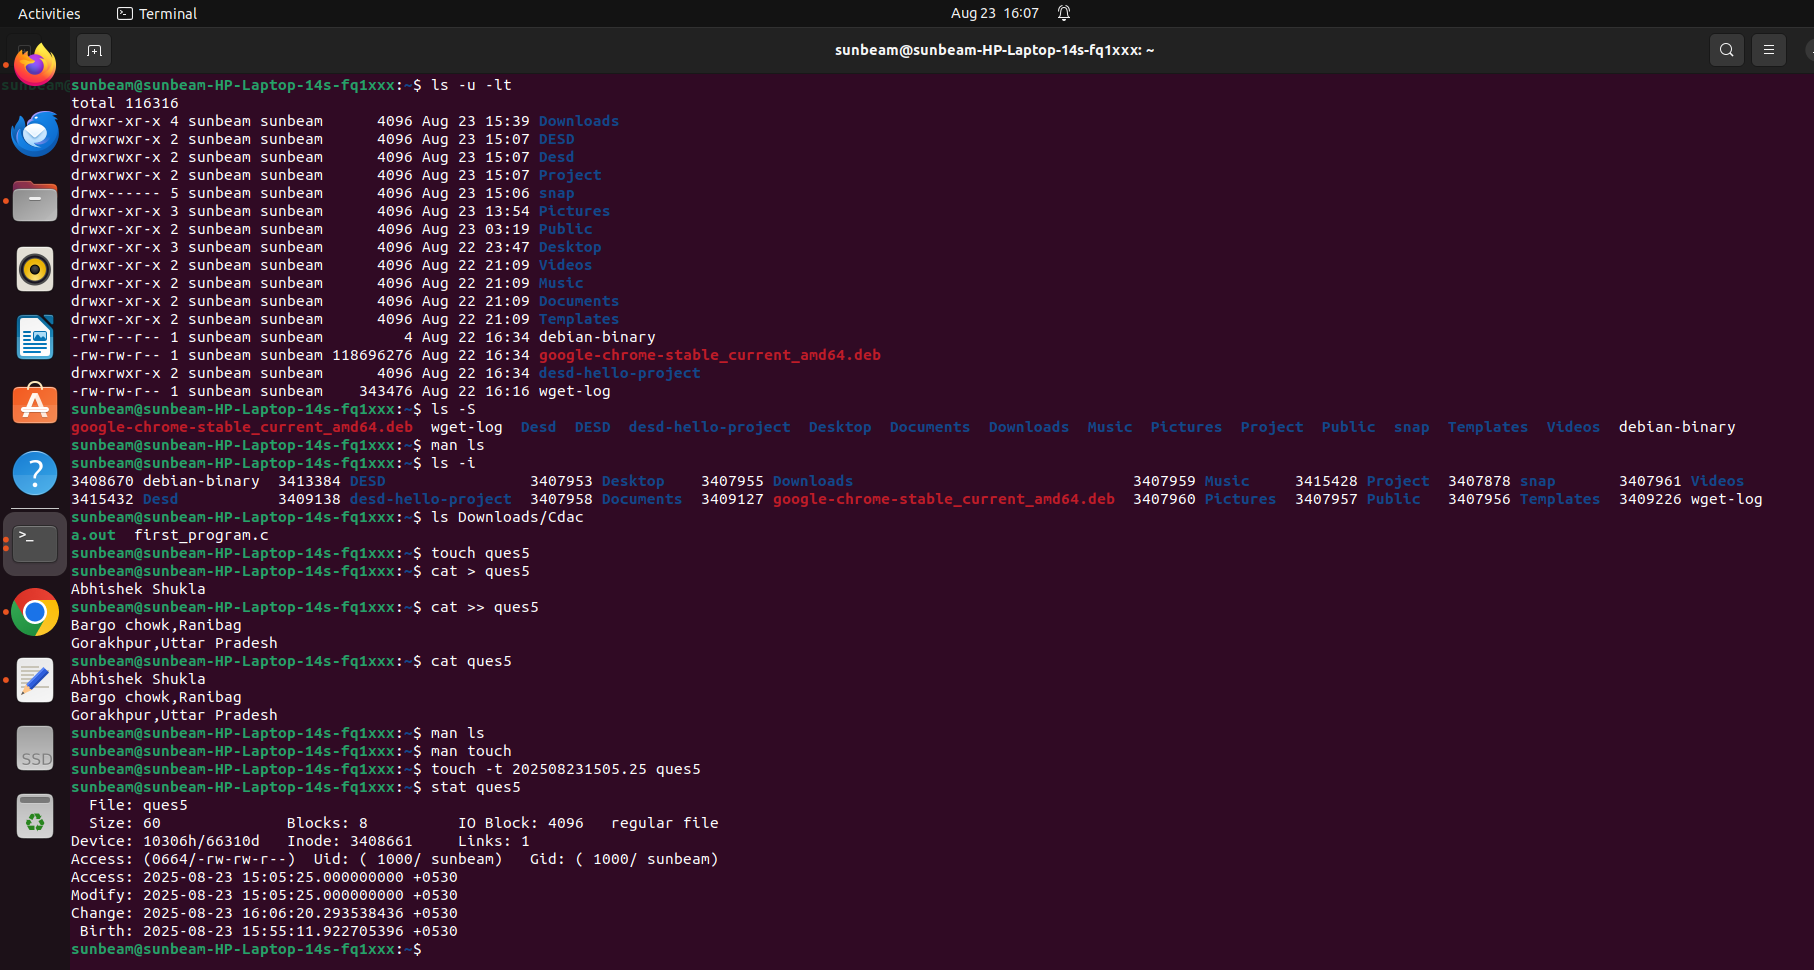 Activities
Terminal
Aug 23 16:07
sunbeam@sunbeam-HP-Laptop-14s-fq1xxx: ~
sunbeam@sunbeam-HP-Laptop-14s-fq1xxx:~$ ls -u -lt
total 116316
drwxr-xr-x 4 sunbeam sunbeam      4096 Aug 23 15:39 Downloads
drwxrwxr-x 2 sunbeam sunbeam      4096 Aug 23 15:07 DESD
drwxrwxr-x 2 sunbeam sunbeam      4096 Aug 23 15:07 Desd
drwxrwxr-x 2 sunbeam sunbeam      4096 Aug 23 15:07 Project
drwx------ 5 sunbeam sunbeam      4096 Aug 23 15:06 snap
drwxr-xr-x 3 sunbeam sunbeam      4096 Aug 23 13:54 Pictures
drwxr-xr-x 2 sunbeam sunbeam      4096 Aug 23 03:19 Public
drwxr-xr-x 3 sunbeam sunbeam      4096 Aug 22 23:47 Desktop
drwxr-xr-x 2 sunbeam sunbeam      4096 Aug 22 21:09 Videos
drwxr-xr-x 2 sunbeam sunbeam      4096 Aug 22 21:09 Music
drwxr-xr-x 2 sunbeam sunbeam      4096 Aug 22 21:09 Documents
drwxr-xr-x 2 sunbeam sunbeam      4096 Aug 22 21:09 Templates
-rw-r--r-- 1 sunbeam sunbeam         4 Aug 22 16:34 debian-binary
-rw-rw-r-- 1 sunbeam sunbeam 118696276 Aug 22 16:34 google-chrome-stable_current_amd64.deb
drwxrwxr-x 2 sunbeam sunbeam      4096 Aug 22 16:34 desd-hello-project
-rw-rw-r-- 1 sunbeam sunbeam    343476 Aug 22 16:16 wget-log
sunbeam@sunbeam-HP-Laptop-14s-fq1xxx:~$ ls -S
google-chrome-stable_current_amd64.deb  wget-log  Desd  DESD  desd-hello-project  Desktop  Documents  Downloads  Music  Pictures  Project  Public  snap  Templates  Videos  debian-binary
sunbeam@sunbeam-HP-Laptop-14s-fq1xxx:~$ man ls
sunbeam@sunbeam-HP-Laptop-14s-fq1xxx:~$ ls -i
3408670 debian-binary  3413384 DESD                3407953 Desktop    3407955 Downloads                               3407959 Music     3415428 Project  3407878 snap       3407961 Videos
3415432 Desd           3409138 desd-hello-project  3407958 Documents  3409127 google-chrome-stable_current_amd64.deb  3407960 Pictures  3407957 Public   3407956 Templates  3409226 wget-log
sunbeam@sunbeam-HP-Laptop-14s-fq1xxx:~$ ls Downloads/Cdac
a.out  first_program.c
sunbeam@sunbeam-HP-Laptop-14s-fq1xxx:~$ touch ques5
sunbeam@sunbeam-HP-Laptop-14s-fq1xxx:~$ cat > ques5
Abhishek Shukla
sunbeam@sunbeam-HP-Laptop-14s-fq1xxx:~$ cat >> ques5
Bargo chowk,Ranibag
Gorakhpur,Uttar Pradesh
sunbeam@sunbeam-HP-Laptop-14s-fq1xxx:~$ cat ques5
Abhishek Shukla
Bargo chowk,Ranibag
Gorakhpur,Uttar Pradesh
sunbeam@sunbeam-HP-Laptop-14s-fq1xxx:~$ man ls
sunbeam@sunbeam-HP-Laptop-14s-fq1xxx:~$ man touch
sunbeam@sunbeam-HP-Laptop-14s-fq1xxx:~$ touch -t 202508231505.25 ques5
sunbeam@sunbeam-HP-Laptop-14s-fq1xxx:~$ stat ques5
  File: ques5
  Size: 60              Blocks: 8          IO Block: 4096   regular file
Device: 10306h/66310d   Inode: 3408661     Links: 1
Access: (0664/-rw-rw-r--)  Uid: ( 1000/ sunbeam)   Gid: ( 1000/ sunbeam)
Access: 2025-08-23 15:05:25.000000000 +0530
Modify: 2025-08-23 15:05:25.000000000 +0530
Change: 2025-08-23 16:06:20.293538436 +0530
 Birth: 2025-08-23 15:55:11.922705396 +0530
sunbeam@sunbeam-HP-Laptop-14s-fq1xxx:~$
SSD